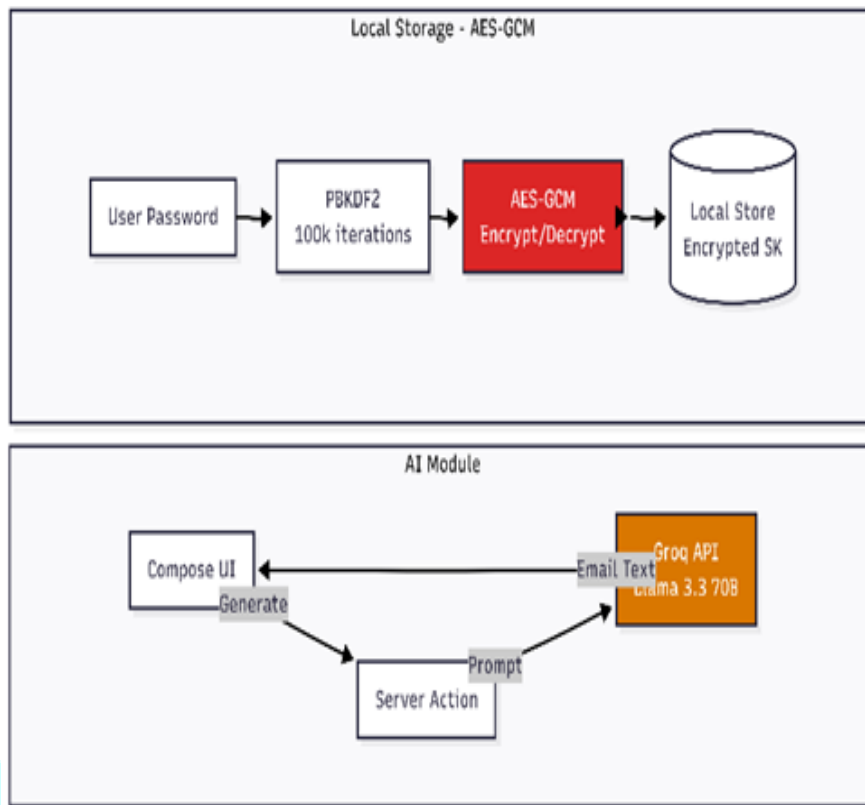 Local Storage - AES-GCM
User Password
PBKDF2
100k iterations
AES-GCM
Encrypt/Decrypt
Local Store
Encrypted SK
AI Module
Compose UI
Generate
Server Action
Prompt
Email Text
Groq API
Llama 3.3 70B